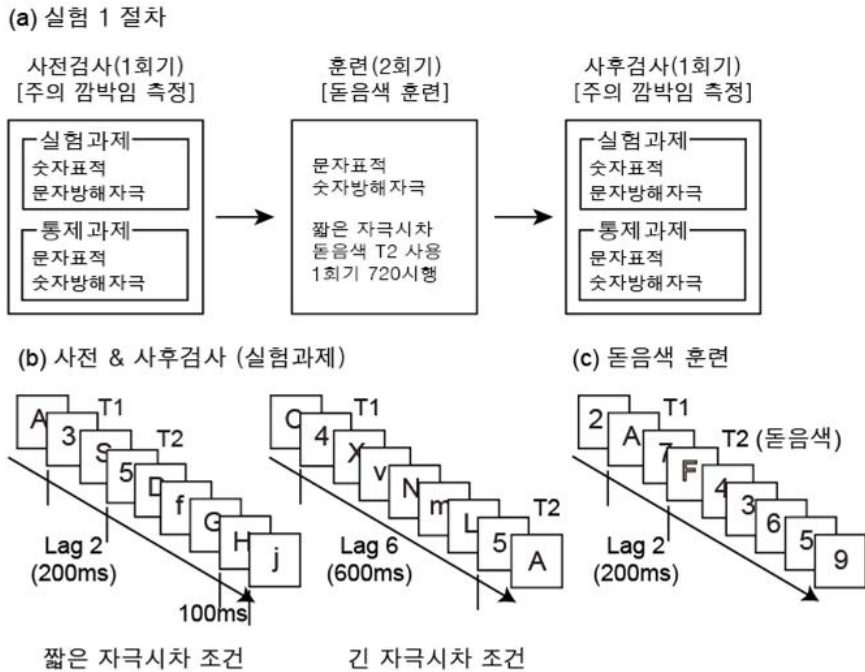 (a) 실험 1 절차
사전검사(1회기)
[주의 깜박임 측정]
실험과제
숫자표적
문자방해자극
통제과제
문자표적
숫자방해자극
훈련(2회기)
[돋음색 훈련]
문자표적
숫자방해자극
짧은 자극시차
돋음색 T2 사용
1회기 720시행
사후검사(1회기)
[주의 깜박임 측정]
실험과제
숫자표적
문자방해자극
통제과제
문자표적
숫자방해자극
(b) 사전 & 사후검사 (실험과제)
A
3
T1
S
5
T2
D
f
G
H
j
Lag 2
(200ms)
100ms
짧은 자극시차 조건
C
4
T1
X
v
N
m
L
5
T2
A
Lag 6
(600ms)
긴 자극시차 조건
(c) 돋음색 훈련
2
A
T1
7
F
T2 (돋음색)
4
3
6
5
9
Lag 2
(200ms)